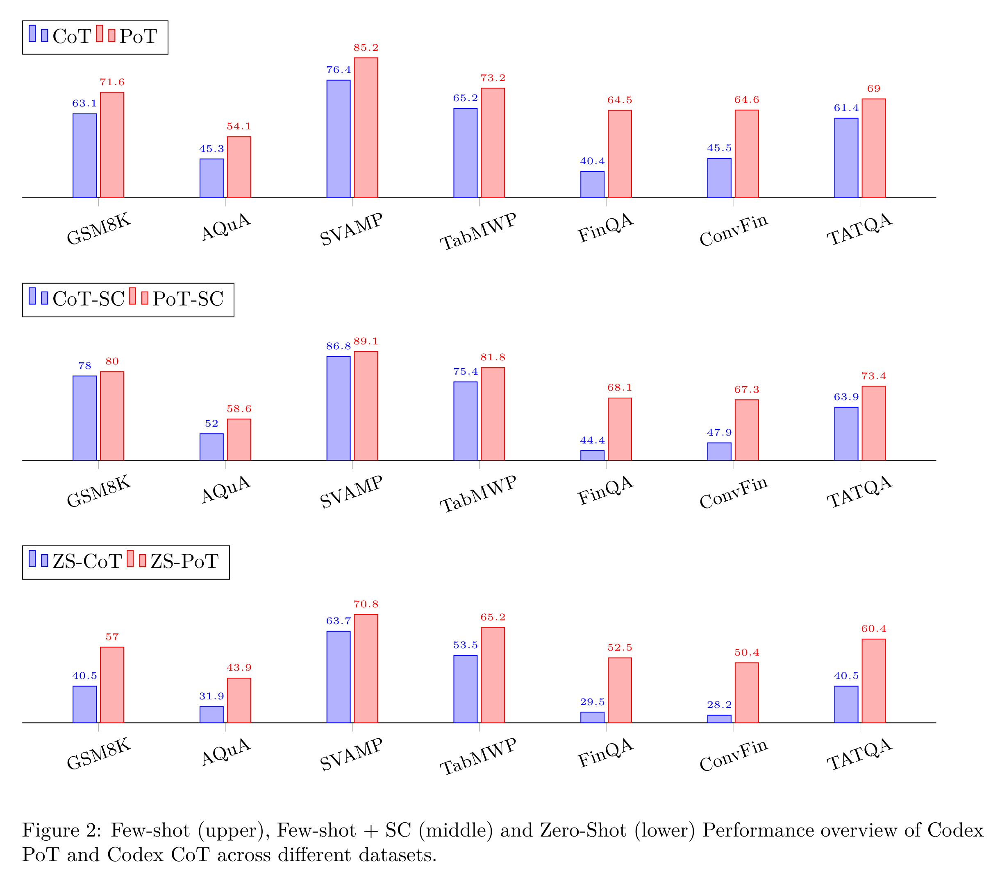 CoT PoT
63.1 71.6 45.3 54.1 76.4 85.2 65.2 73.2 40.4 64.5 45.5 64.6 61.4 69
GSM8K AQuA SVAMP TabMWP FinQA ConvFin TATQA
CoT-SC PoT-SC
78 80 52 58.6 86.8 89.1 75.4 81.8 44.4 68.1 47.9 67.3 63.9 73.4
GSM8K AQuA SVAMP TabMWP FinQA ConvFin TATQA
ZS-CoT ZS-PoT
40.5 57 31.9 43.9 63.7 70.8 53.5 65.2 29.5 52.5 28.2 50.4 40.5 60.4
GSM8K AQuA SVAMP TabMWP FinQA ConvFin TATQA
Figure 2: Few-shot (upper), Few-shot + SC (middle) and Zero-Shot (lower) Performance overview of Codex
PoT and Codex CoT across different datasets.